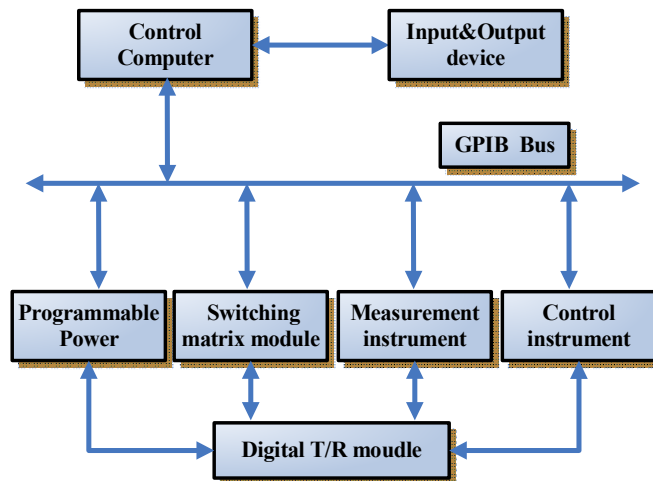 Control
Computer
Input&Output
device
GPIB Bus
Programmable
Power
Switching
matrix module
Measurement
instrument
Control
instrument
Digital T/R moudle